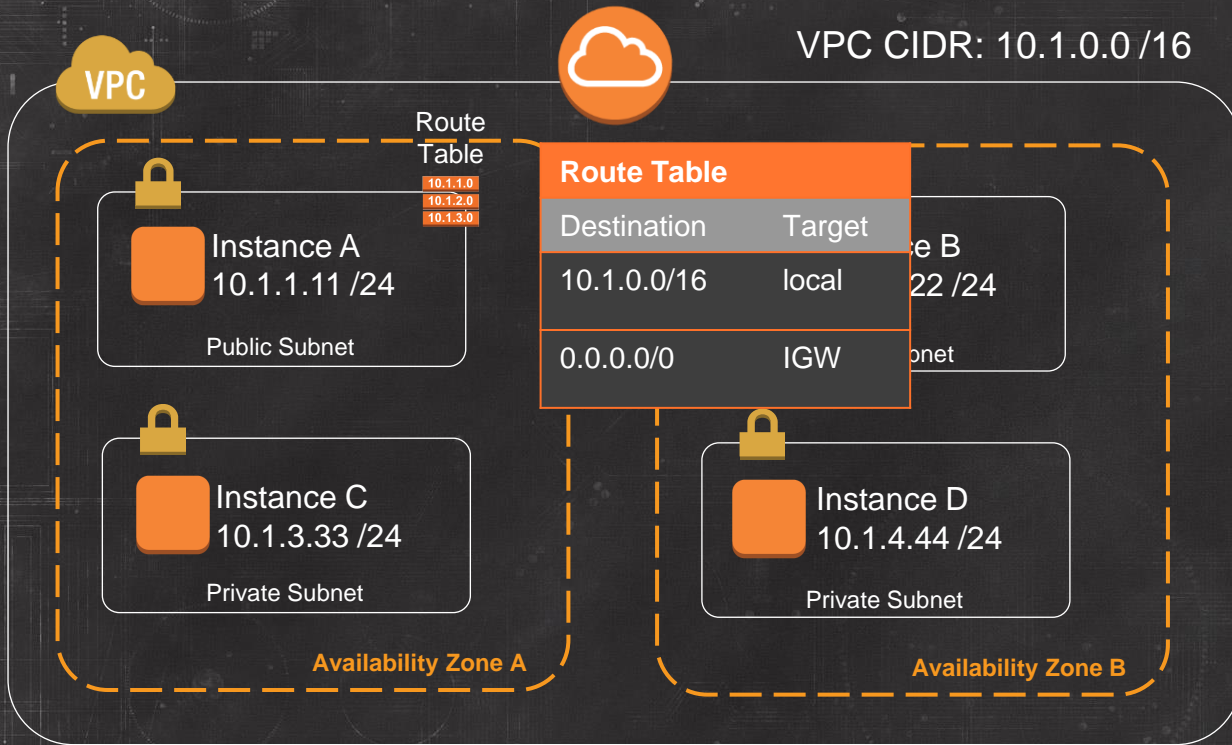 VPC CIDR: 10.1.0.0 /16
VPC
Route
Table
10.1.1.0
10.1.2.0
10.1.3.0
Instance A
10.1.1.11 /24
Public Subnet
Route Table
Destination Target
10.1.0.0/16 local
0.0.0.0/0 IGW
B
22 /24
Instance C
10.1.3.33 /24
Private Subnet
Availability Zone A
Instance D
10.1.4.44 /24
Private Subnet
Availability Zone B